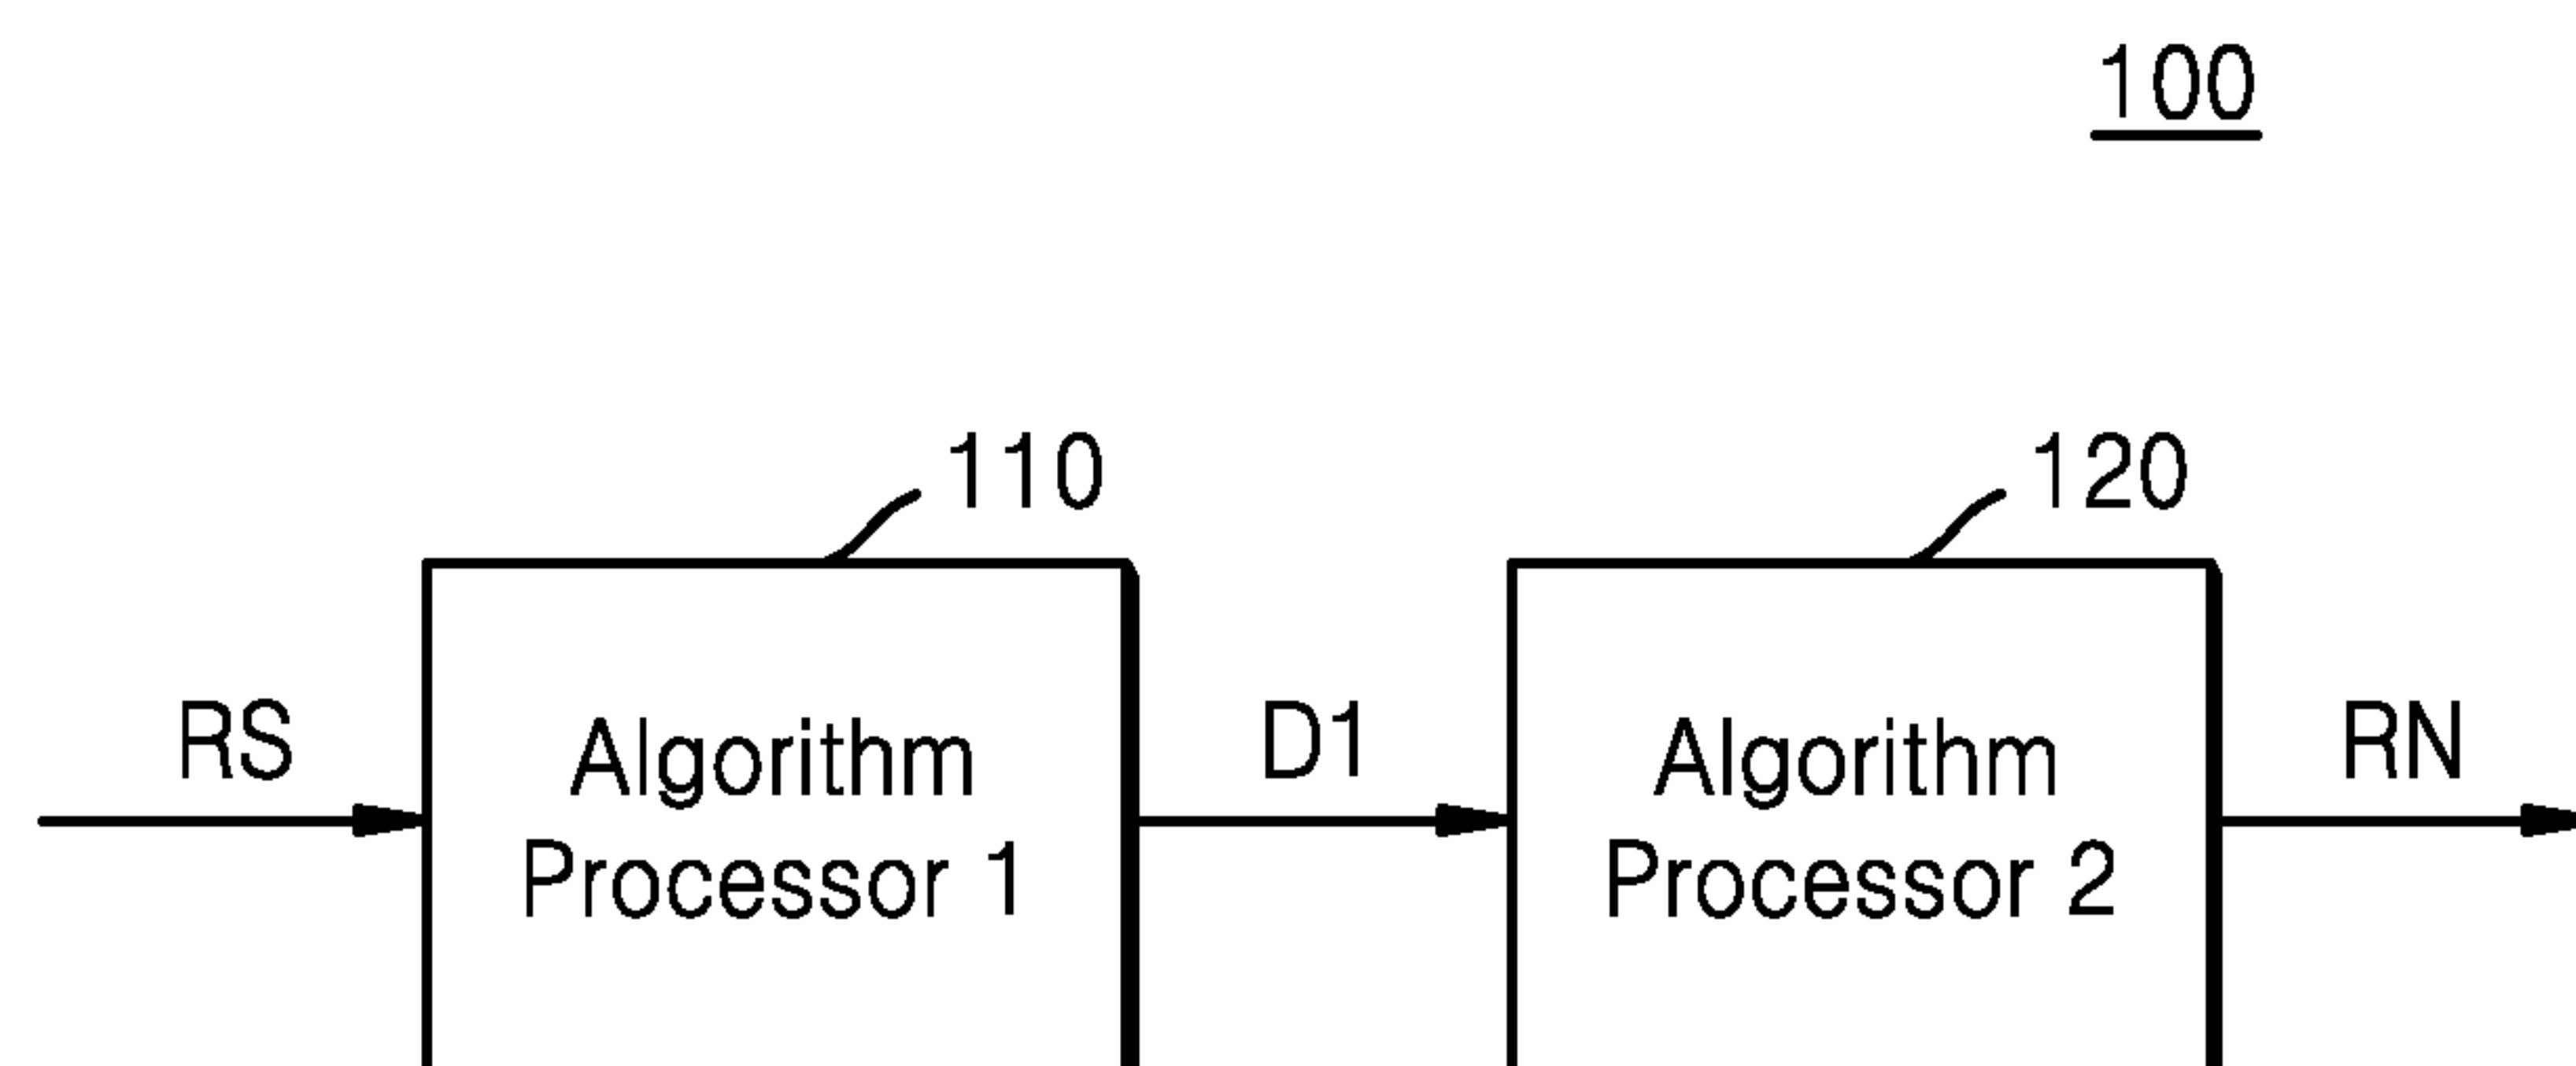 100
110
120
RS
Algorithm
Processor 1
D1
Algorithm
Processor 2
RN